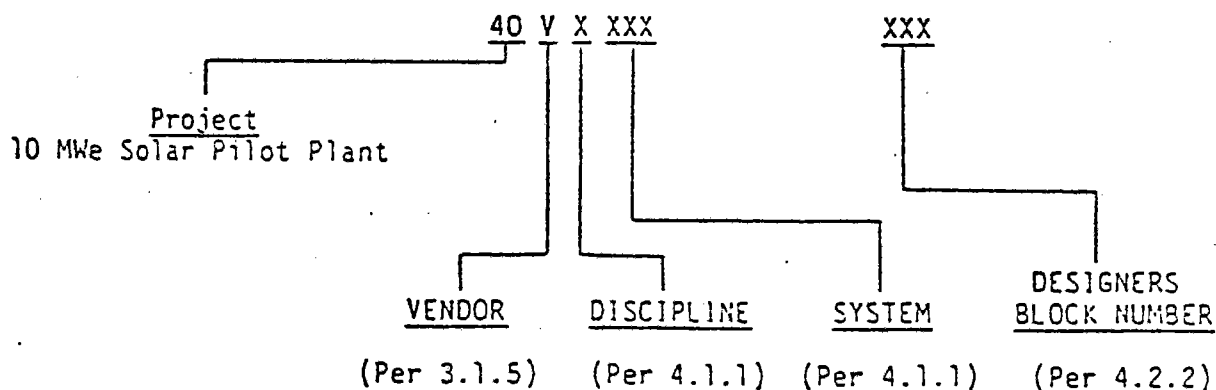 40 V X XXX XXX
Project
10 MWe Solar Pilot Plant
VENDOR DISCIPLINE SYSTEM DESIGNERS BLOCK NUMBER
(Per 3.1.5) (Per 4.1.1) (Per 4.1.1) (Per 4.2.2)